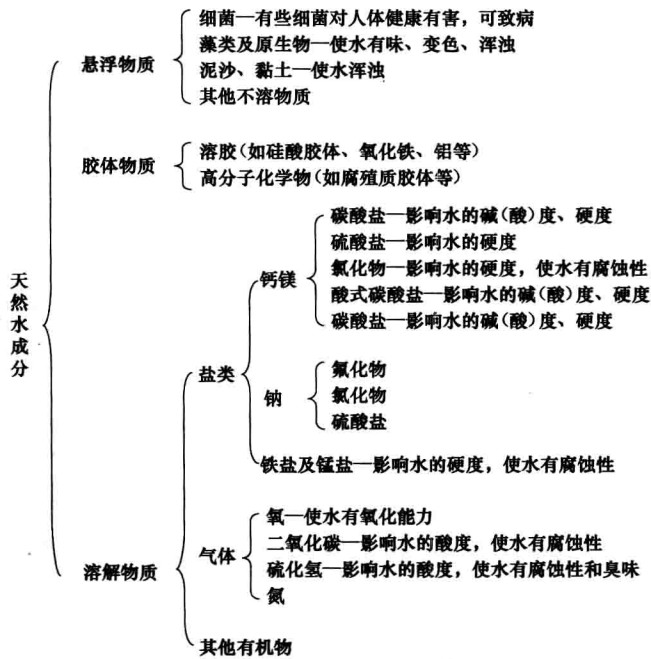 天然水成分
悬浮物质
细菌—有些细菌对人体健康有害，可致病
藻类及原生物—使水有味、变色、浑浊
泥沙、黏土—使水浑浊
其他不溶物质
胶体物质
溶胶（如硅酸胶体、氧化铁、铝等）
高分子化学物（如腐殖质胶体等）
溶解物质
盐类
钙镁
碳酸盐—影响水的碱（酸）度、硬度
硫酸盐—影响水的硬度
氯化物—影响水的硬度，使水有腐蚀性
酸式碳酸盐—影响水的碱（酸）度、硬度
碳酸盐—影响水的碱（酸）度、硬度
钠
氟化物
氯化物
硫酸盐
铁盐及锰盐—影响水的硬度，使水有腐蚀性
气体
氧—使水有氧化能力
二氧化碳—影响水的酸度，使水有腐蚀性
硫化氢—影响水的酸度，使水有腐蚀性和臭味
氮
其他有机物